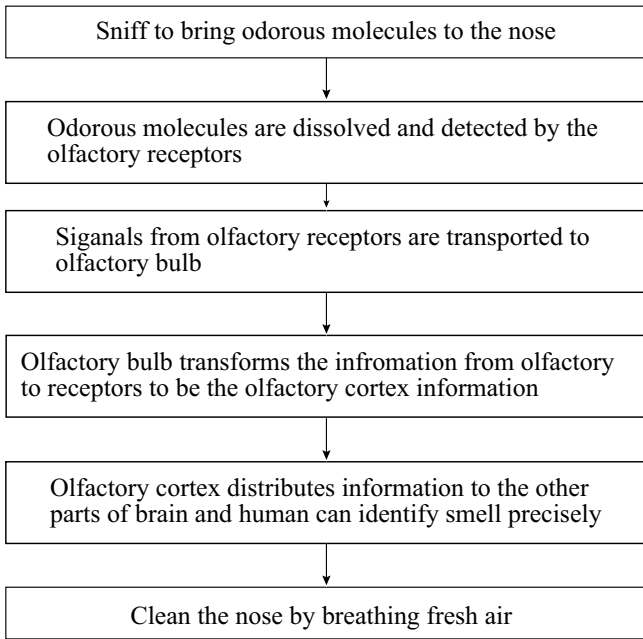 Sniff to bring odorous molecules to the nose
Odorous molecules are dissolved and detected by the
olfactory receptors
Siganals from olfactory receptors are transported to
olfactory bulb
Olfactory bulb transforms the infromation from olfactory
to receptors to be the olfactory cortex information
Olfactory cortex distributes information to the other
parts of brain and human can identify smell precisely
Clean the nose by breathing fresh air